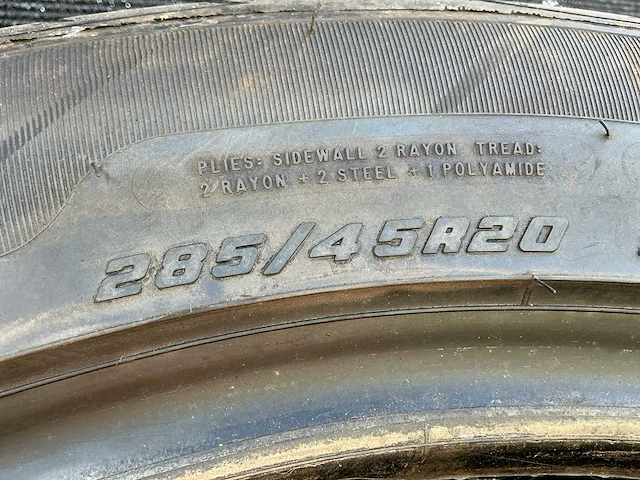 PLIES: SIDEWALL 2 RAYON TREAD:
2 RAYON + 2 STEEL + 1 POLYAMIDE
285/45R20